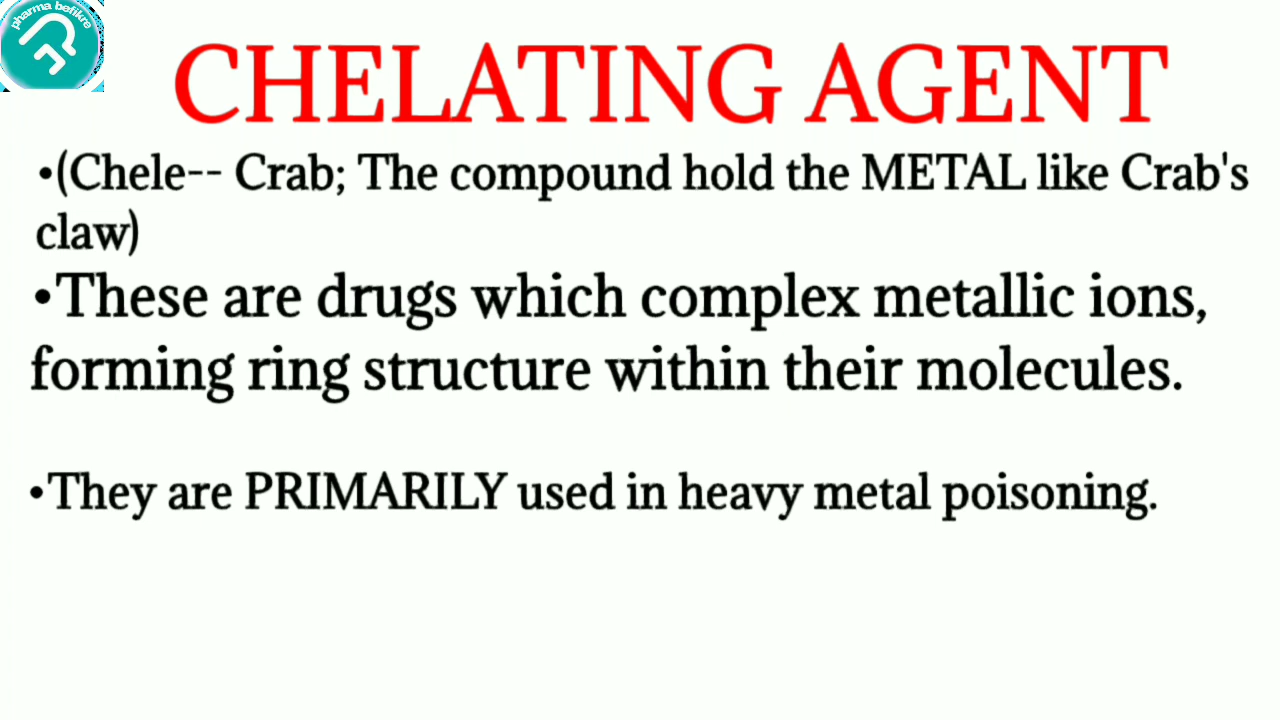 pharma befikre
CHELATING AGENT
•(Chele-- Crab; The compound hold the METAL like Crab's
claw)
•These are drugs which complex metallic ions,
forming ring structure within their molecules.
•They are PRIMARILY used in heavy metal poisoning.